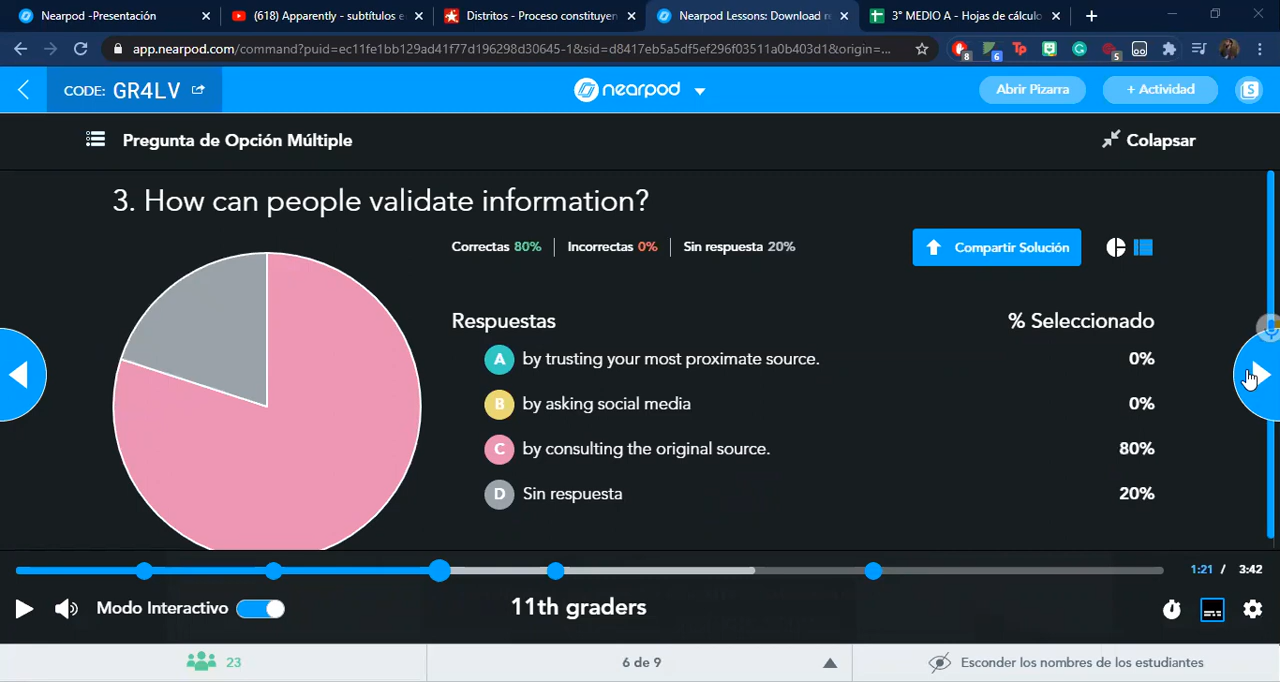 Nearpod -Presentación
(618) Apparently - subtítulos e
Distritos - Proceso constituyen
Nearpod Lessons: Download r
3° MEDIO A - Hojas de cálculo
app.nearpod.com/command?puid=ec11fe1bb129ad41f77d196298d30645-1&sid=d8417eb5a5df5ef296f03511a0b403d1&origin=...
8
6
Tp
5
CODE: GR4LV
nearpod
Abrir Pizarra
+ Actividad
Pregunta de Opción Múltiple
Colapsar
3. How can people validate information?
Correctas 80%
Incorrectas 0%
Sin respuesta 20%
Compartir Solución
Respuestas
% Seleccionado
A by trusting your most proximate source. 0%
B by asking social media 0%
C by consulting the original source. 80%
D Sin respuesta 20%
1:21 / 3:42
Modo Interactivo
11th graders
23
6 de 9
Esconder los nombres de los estudiantes